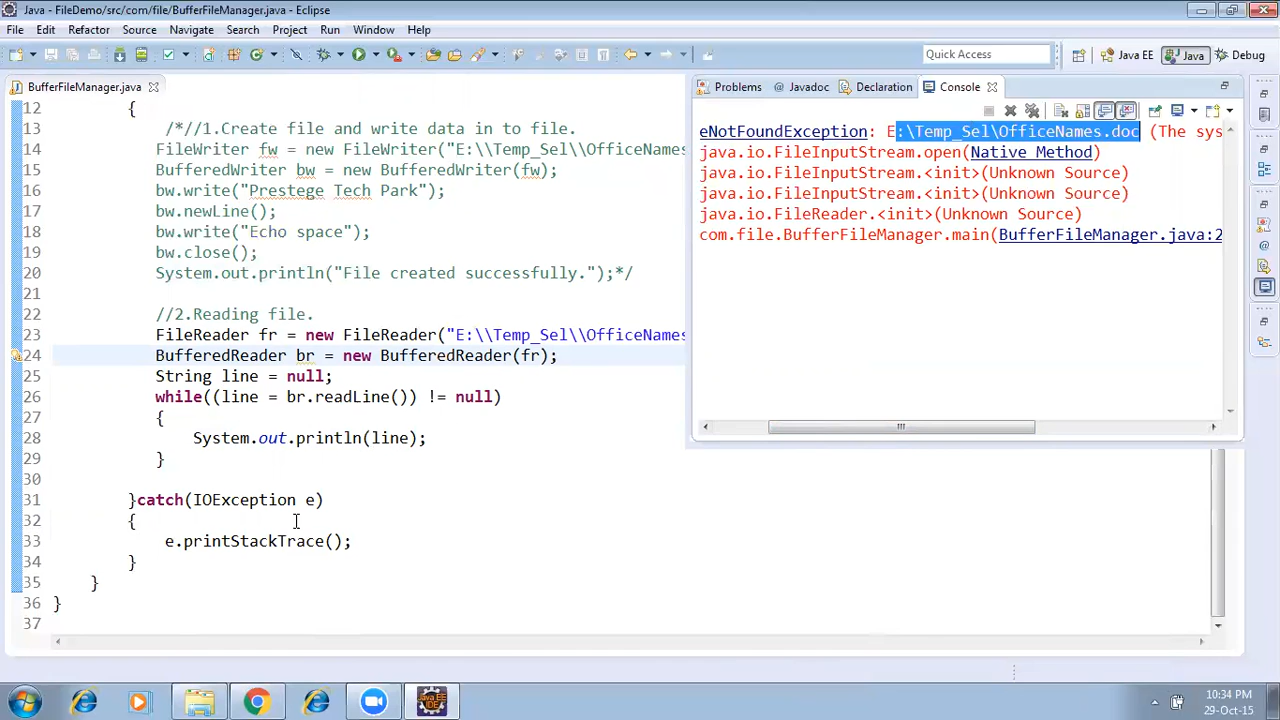 Java - FileDemo/src/com/file/BufferFileManager.java - Eclipse
File Edit Refactor Source Navigate Search Project Run Window Help
Quick Access
Java EE Java Debug
BufferFileManager.java
Problems @ Javadoc Declaration Console
12 {
13 /*//1.Create file and write data in to file.
14 FileWriter fw = new FileWriter("E:\\Temp_Sel\\OfficeNames
15 BufferedWriter bw = new BufferedWriter(fw);
16 bw.write("Prestege Tech Park");
17 bw.newLine();
18 bw.write("Echo space");
19 bw.close();
20 System.out.println("File created successfully.");*/
21
22 //2.Reading file.
23 FileReader fr = new FileReader("E:\\Temp_Sel\\OfficeNames
24 BufferedReader br = new BufferedReader(fr);
25 String line = null;
26 while((line = br.readLine()) != null)
27 {
28 System.out.println(line);
29 }
30
31 }catch(IOException e)
32 {
33 e.printStackTrace();
34 }
35 }
36 }
37
eNotFoundException: E:\Temp_Sel\OfficeNames.doc (The sys
java.io.FileInputStream.open(Native Method)
java.io.FileInputStream.<init>(Unknown Source)
java.io.FileInputStream.<init>(Unknown Source)
java.io.FileReader.<init>(Unknown Source)
com.file.BufferFileManager.main(BufferFileManager.java:2
Java EE
IDE
10:34 PM
29-Oct-15